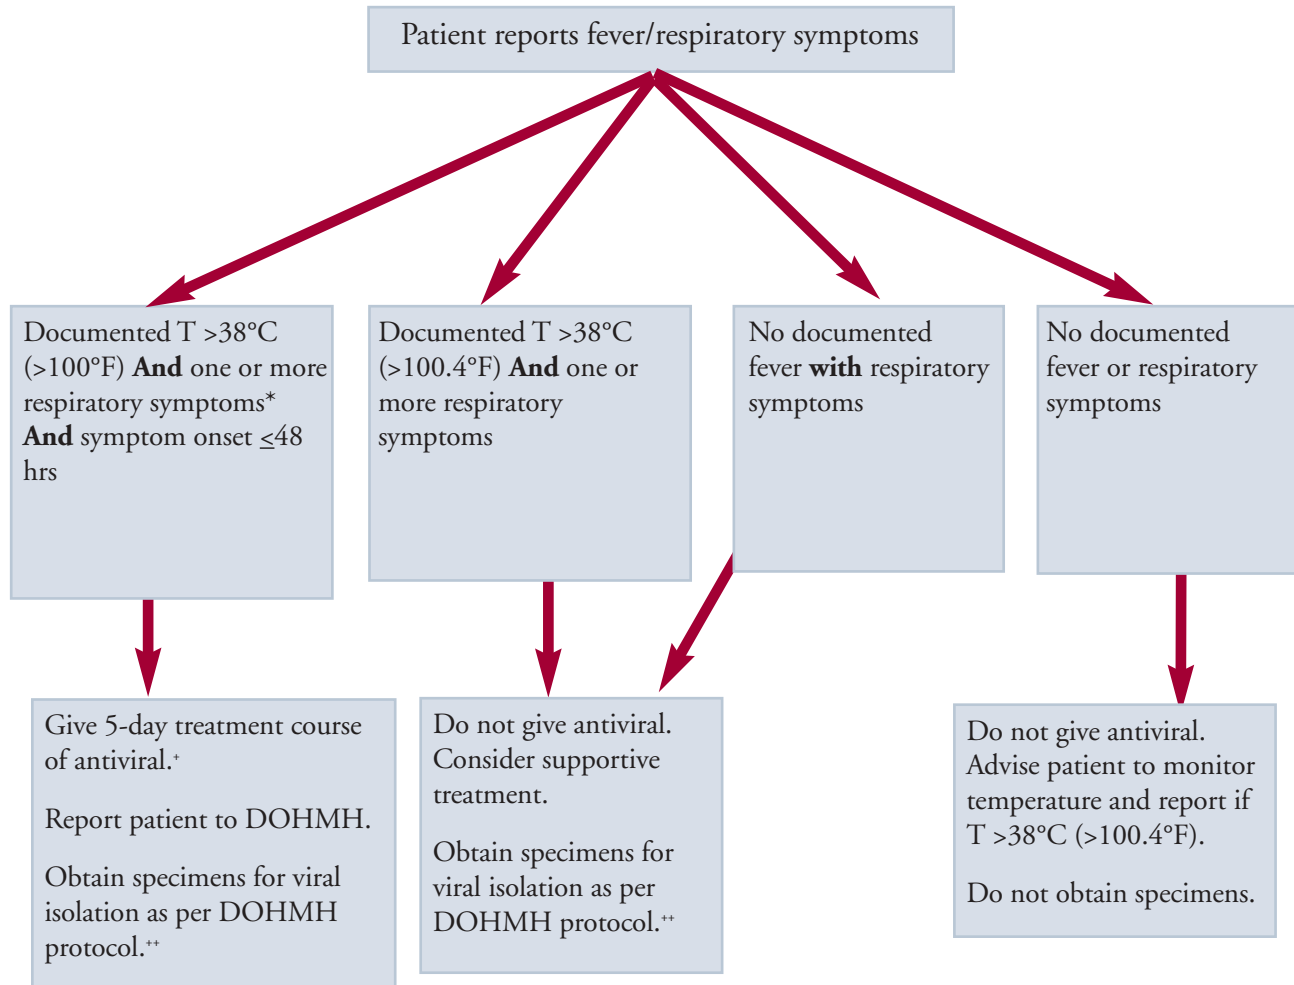 Patient reports fever/respiratory symptoms
Documented T >38°C
(>100°F) And one or more
respiratory symptoms*
And symptom onset ≤48
hrs
Documented T >38°C
(>100.4°F) And one or
more respiratory
symptoms
No documented
fever with respiratory
symptoms
No documented
fever or respiratory
symptoms
Give 5-day treatment course
of antiviral.⁺
Report patient to DOHMH.
Obtain specimens for viral
isolation as per DOHMH
protocol.⁺⁺
Do not give antiviral.
Consider supportive
treatment.
Obtain specimens for
viral isolation as per
DOHMH protocol.⁺⁺
Do not give antiviral.
Advise patient to monitor
temperature and report if
T >38°C (>100.4°F).
Do not obtain specimens.